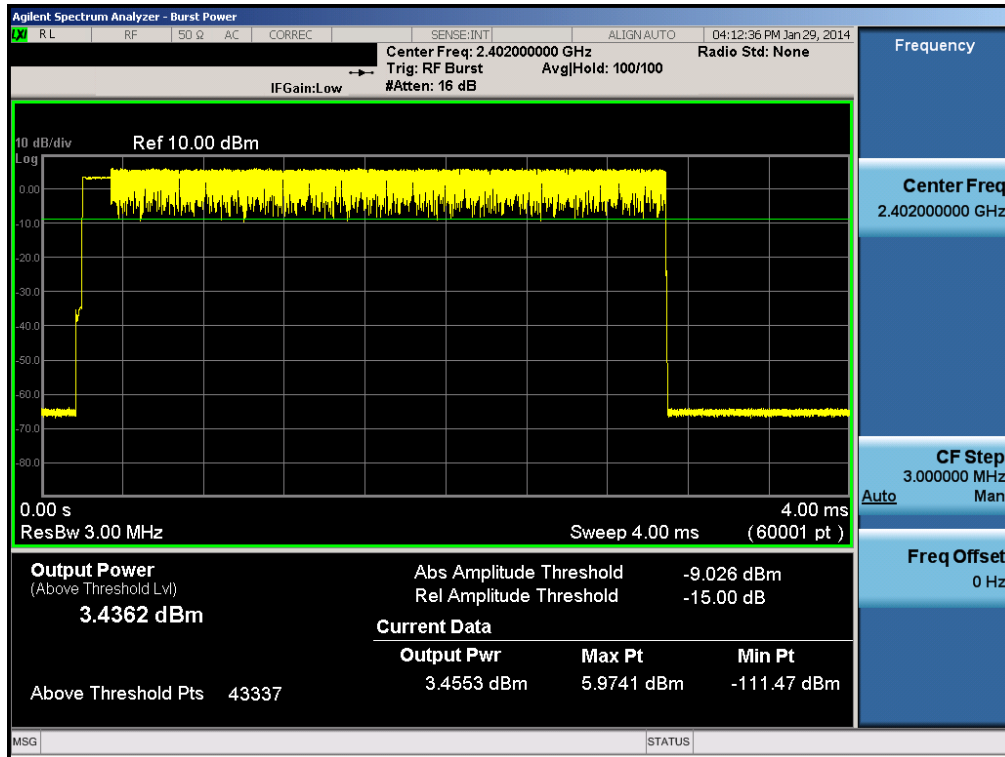 Agilent Spectrum Analyzer - Burst Power
LXI RL RF 50 Ω AC CORREC SENSE:INT ALIGN AUTO 04:12:36 PM Jan 29, 2014
Center Freq: 2.402000000 GHz Radio Std: None
Trig: RF Burst Avg|Hold: 100/100
IFGain:Low #Atten: 16 dB
10 dB/div Ref 10.00 dBm
Log
0.00
-10.0
-20.0
-30.0
-40.0
-50.0
-60.0
-70.0
-80.0
0.00 s 4.00 ms
ResBw 3.00 MHz Sweep 4.00 ms (60001 pt )
Output Power
(Above Threshold Lvl)
3.4362 dBm
Above Threshold Pts 43337
Abs Amplitude Threshold -9.026 dBm
Rel Amplitude Threshold -15.00 dB
Current Data
Output Pwr Max Pt Min Pt
3.4553 dBm 5.9741 dBm -111.47 dBm
MSG STATUS
Frequency
Center Freq
2.402000000 GHz
CF Step
3.000000 MHz
Auto Man
Freq Offset
0 Hz